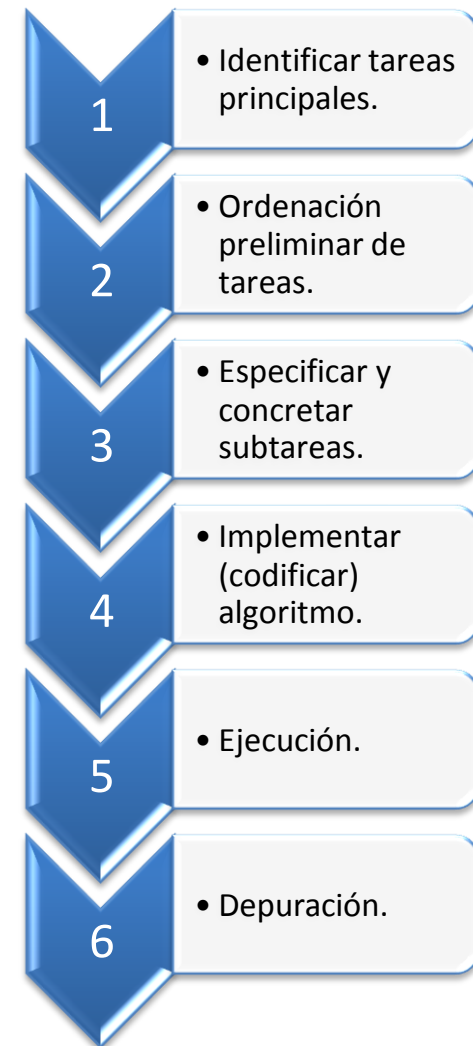 1
• Identificar tareas
principales.
2
• Ordenación
preliminar de
tareas.
3
• Especificar y
concretar
subtareas.
4
• Implementar
(codificar)
algoritmo.
5
• Ejecución.
6
• Depuración.